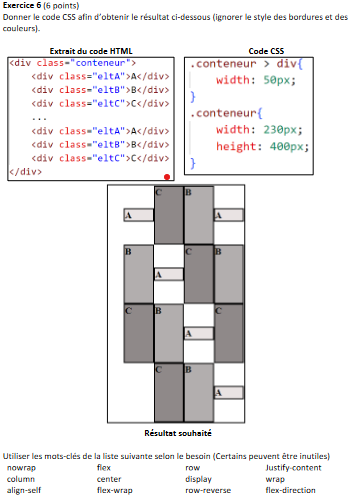 Exercice 6 (6 points)
Donner le code CSS afin d'obtenir le résultat ci-dessous (ignorer le style des bordures et des
couleurs).
Extrait du code HTML
<div class="conteneur">
<div class="eltA">A</div>
<div class="eltB">B</div>
<div class="eltC">C</div>
...
<div class="eltA">A</div>
<div class="eltB">B</div>
<div class="eltC">C</div>
</div>
Code CSS
.conteneur > div{
width: 50px;
}
.conteneur{
width: 230px;
height: 400px;
}
C B
A A
B C B
A
C B C
A
C B
A
Résultat souhaité
Utiliser les mots-clés de la liste suivante selon le besoin (Certains peuvent être inutiles)
nowrap flex row Justify-content
column center display wrap
align-self flex-wrap row-reverse flex-direction